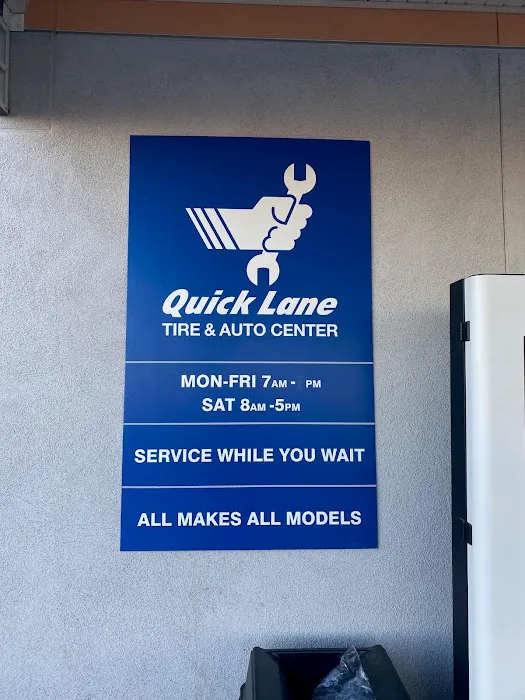 Quick Lane
TIRE & AUTO CENTER
MON-FRI 7AM - PM
SAT 8AM -5PM
SERVICE WHILE YOU WAIT
ALL MAKES ALL MODELS